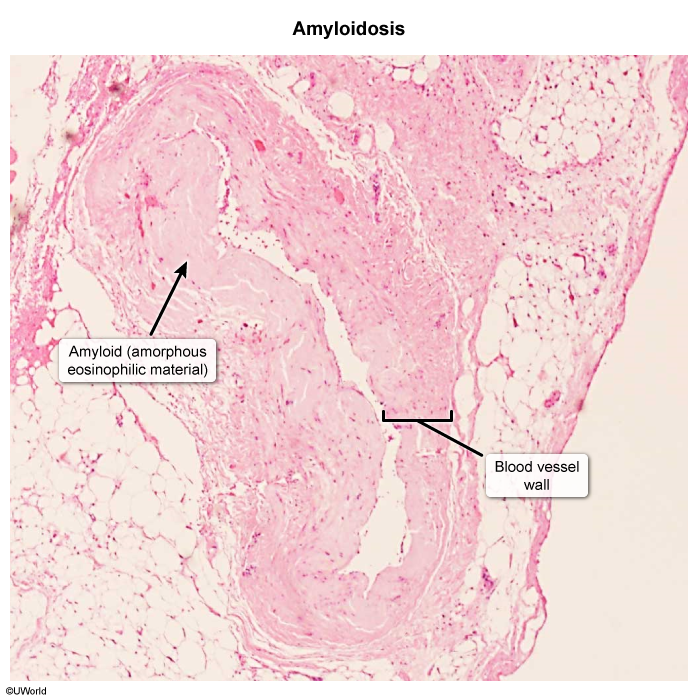 Amyloidosis
Amyloid (amorphous
eosinophilic material)
Blood vessel
wall
©UWorld